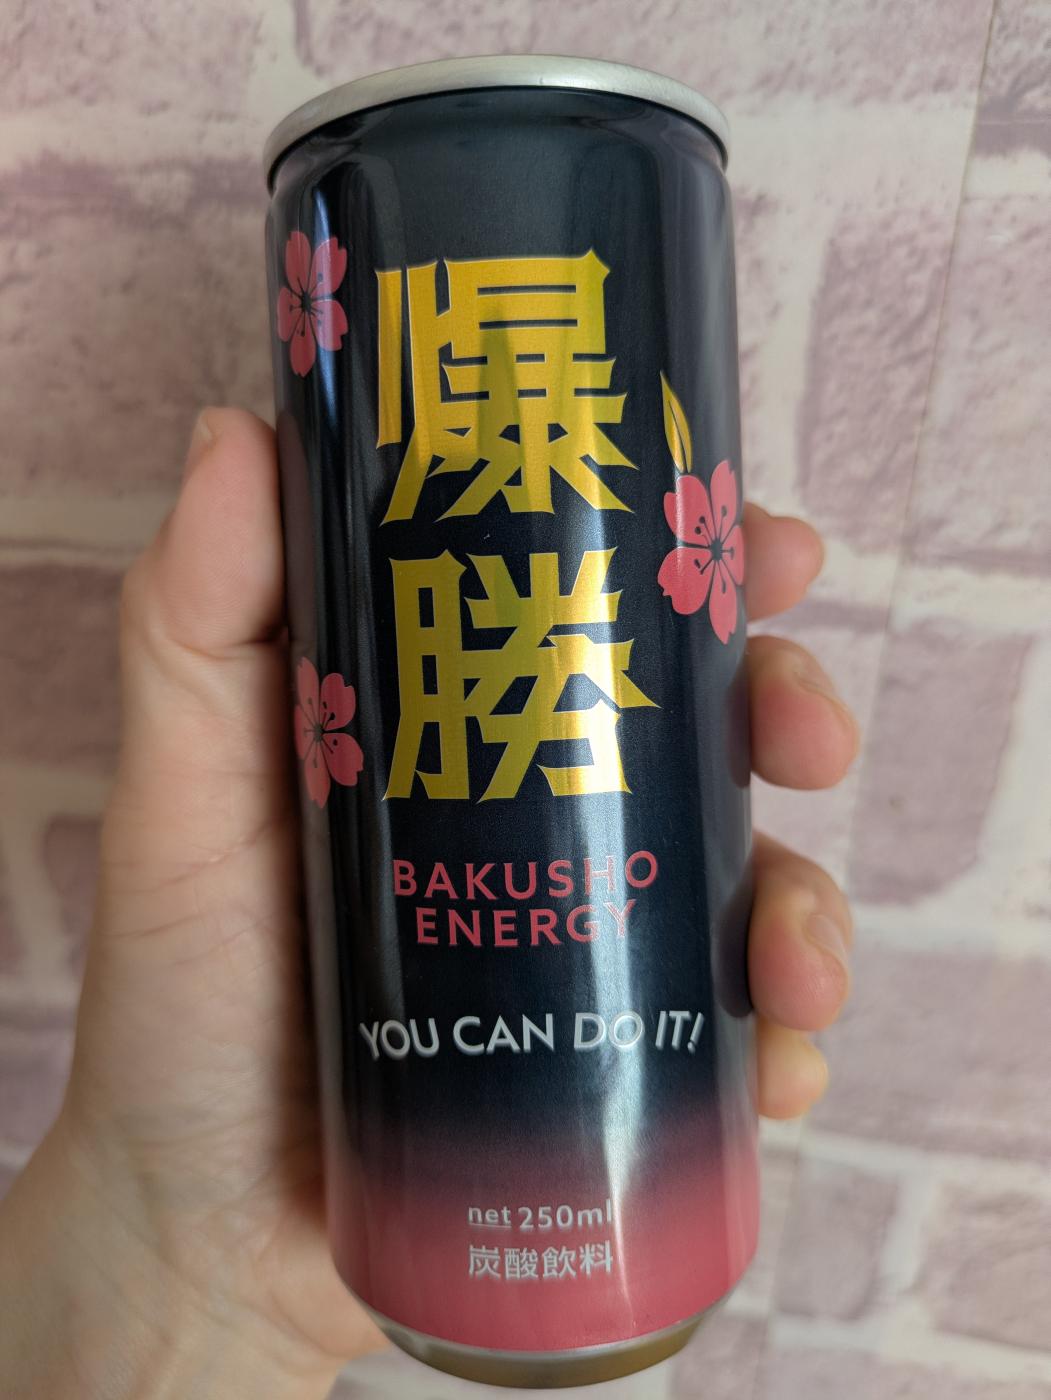 爆
勝
BAKUSHO
ENERGY
YOU CAN DO IT!
net 250ml
炭酸飲料